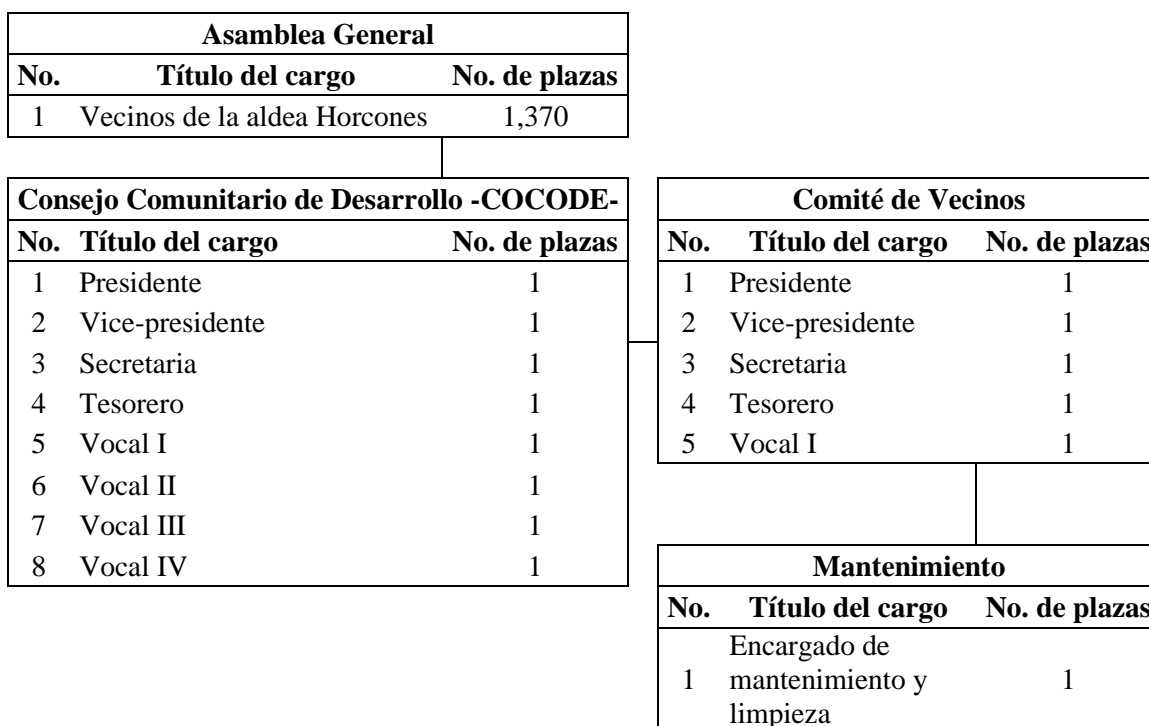 Asamblea General
No. Título del cargo No. de plazas
1 Vecinos de la aldea Horcones 1,370
Consejo Comunitario de Desarrollo -COCODE-
No. Título del cargo No. de plazas
1 Presidente 1
2 Vice-presidente 1
3 Secretaria 1
4 Tesorero 1
5 Vocal I 1
6 Vocal II 1
7 Vocal III 1
8 Vocal IV 1
Comité de Vecinos
No. Título del cargo No. de plazas
1 Presidente 1
2 Vice-presidente 1
3 Secretaria 1
4 Tesorero 1
5 Vocal I 1
Mantenimiento
No. Título del cargo No. de plazas
Encargado de
1 mantenimiento y 1
limpieza